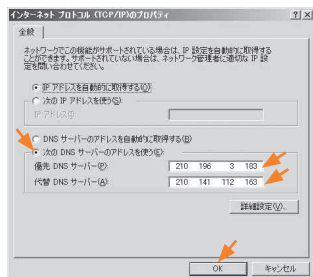 インターネット プロトコル (TCP/IP)のプロパティ
全般
ネットワークでこの機能がサポートされている場合は、IP 設定を自動的に取得する
ことができます。サポートされていない場合は、ネットワーク管理者に適切な IP 設
定を問い合わせてください。
IP アドレスを自動的に取得する(O)
次の IP アドレスを使う(S):
IP アドレス(I):
DNS サーバーのアドレスを自動的に取得する(B)
次の DNS サーバーのアドレスを使う(E):
優先 DNS サーバー(P): 210 196 3 183
代替 DNS サーバー(A): 210 141 112 163
詳細設定(V)...
OK キャンセル